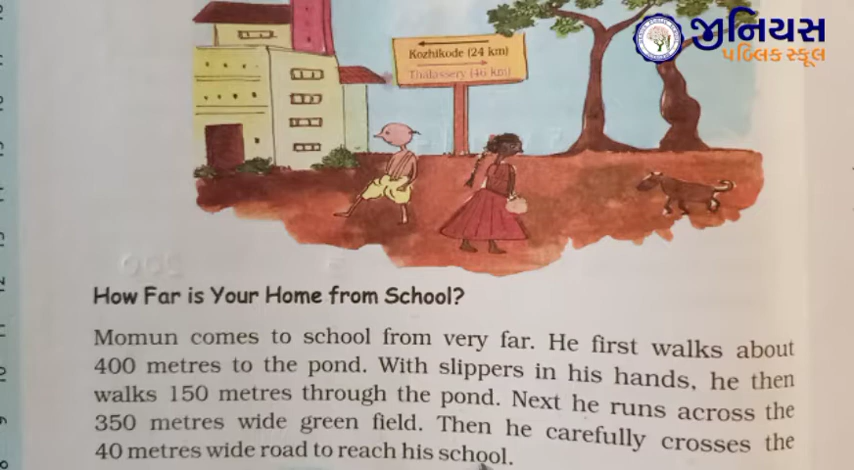 જીનિયસ
પબ્લિક સ્કૂલ
Kozhikode (24 km)
Thalassery (46 km)
How Far is Your Home from School?
Momun comes to school from very far. He first walks about
400 metres to the pond. With slippers in his hands, he then
walks 150 metres through the pond. Next he runs across the
350 metres wide green field. Then he carefully crosses the
40 metres wide road to reach his school.